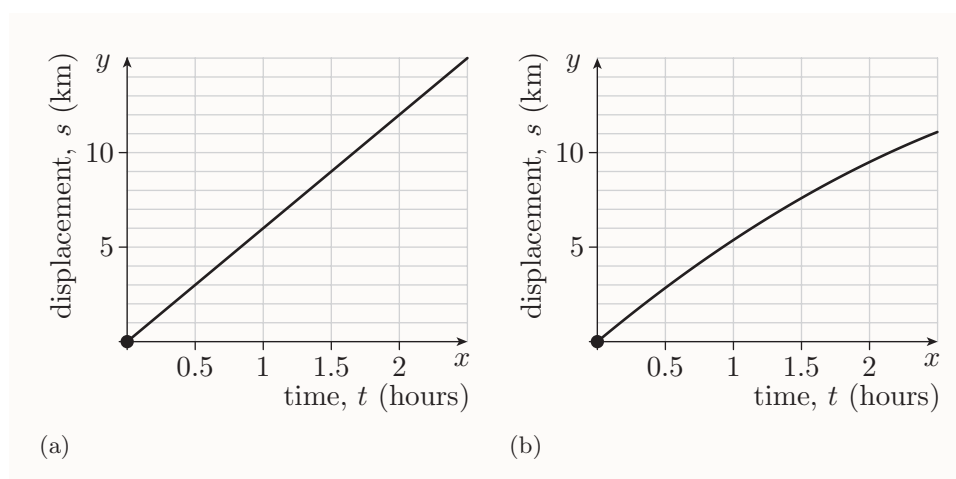 displacement, s (km)
y
10
5
0.5 1 1.5 2 x
time, t (hours)
(a)
displacement, s (km)
y
10
5
0.5 1 1.5 2 x
time, t (hours)
(b)